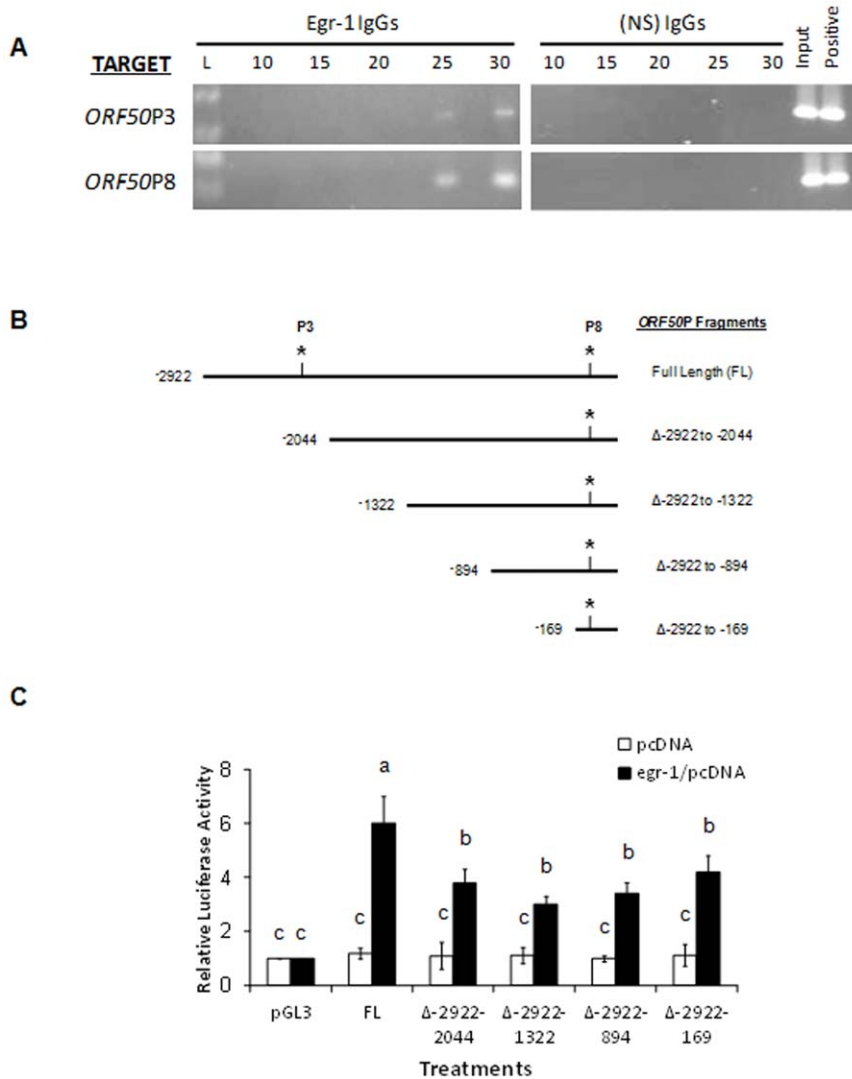 A
Egr-1 IgGs
(NS) IgGs
TARGET
L 10 15 20 25 30
10 15 20 25 30 Input Positive
ORF50P3
ORF50P8
B
P3 P8 ORF50P Fragments
* *
-2922 Full Length (FL)
*
-2044 Δ-2922 to -2044
*
-1322 Δ-2922 to -1322
*
-894 Δ-2922 to -894
*
-169 Δ-2922 to -169
C
pcDNA
egr-1/pcDNA
Relative Luciferase Activity
8
6
4
2
0
c c
c a
c b
c b
c b
c b
pGL3 FL Δ-2922- Δ-2922- Δ-2922- Δ-2922-
2044 1322 894 169
Treatments